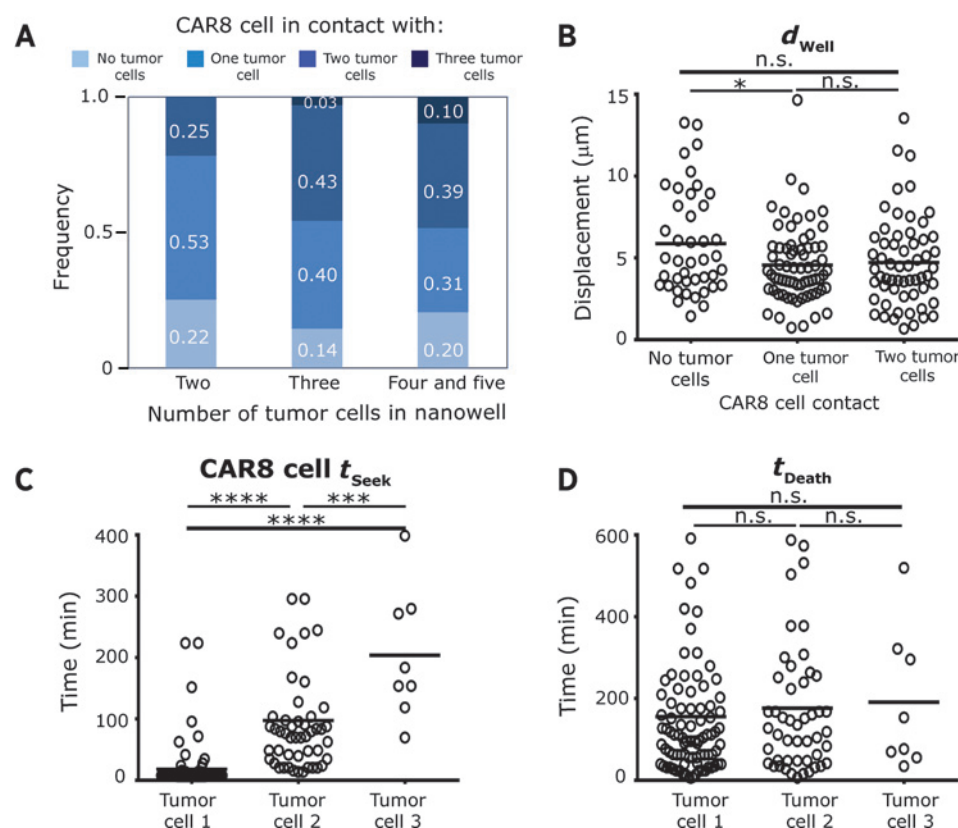 A
CAR8 cell in contact with:
No tumor cells
One tumor cell
Two tumor cells
Three tumor cells
Frequency
1.0
0.5
0
0.25
0.53
0.22
0.03
0.43
0.40
0.14
0.10
0.39
0.31
0.20
Two
Three
Four and five
Number of tumor cells in nanowell
B
dWell
n.s.
*
n.s.
Displacement (μm)
15
10
5
0
No tumor cells
One tumor cell
Two tumor cells
CAR8 cell contact
C
CAR8 cell tSeek
****
***
****
Time (min)
400
300
200
100
0
Tumor cell 1
Tumor cell 2
Tumor cell 3
D
tDeath
n.s.
n.s.
n.s.
Time (min)
600
400
200
0
Tumor cell 1
Tumor cell 2
Tumor cell 3